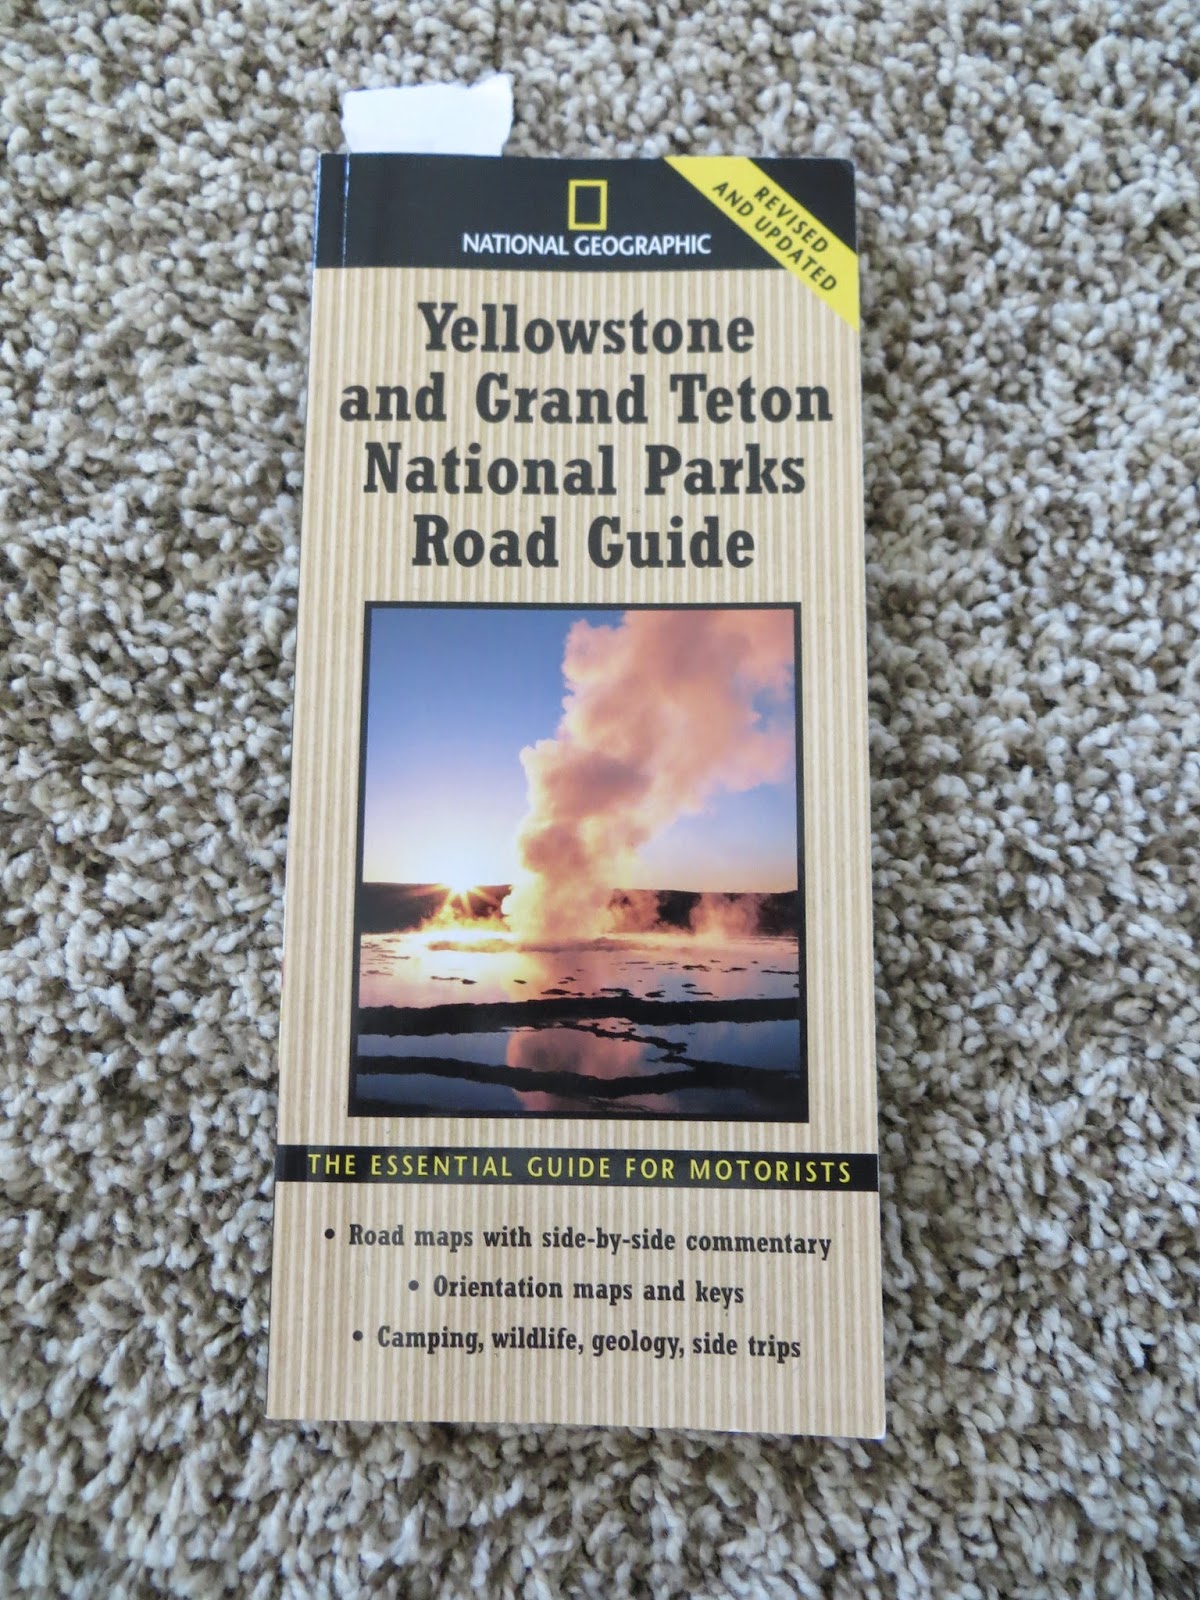 REVISED
AND UPDATED
NATIONAL GEOGRAPHIC
Yellowstone
and Grand Teton
National Parks
Road Guide
THE ESSENTIAL GUIDE FOR MOTORISTS
• Road maps with side-by-side commentary
• Orientation maps and keys
• Camping, wildlife, geology, side trips